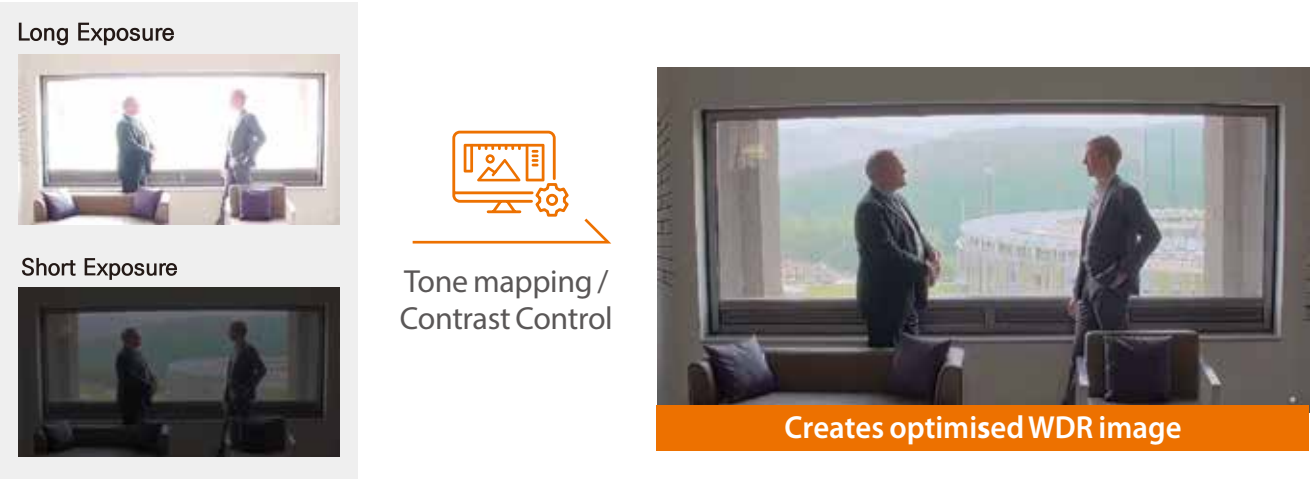 Long Exposure
Short Exposure
Tone mapping /
Contrast Control
Creates optimised WDR image